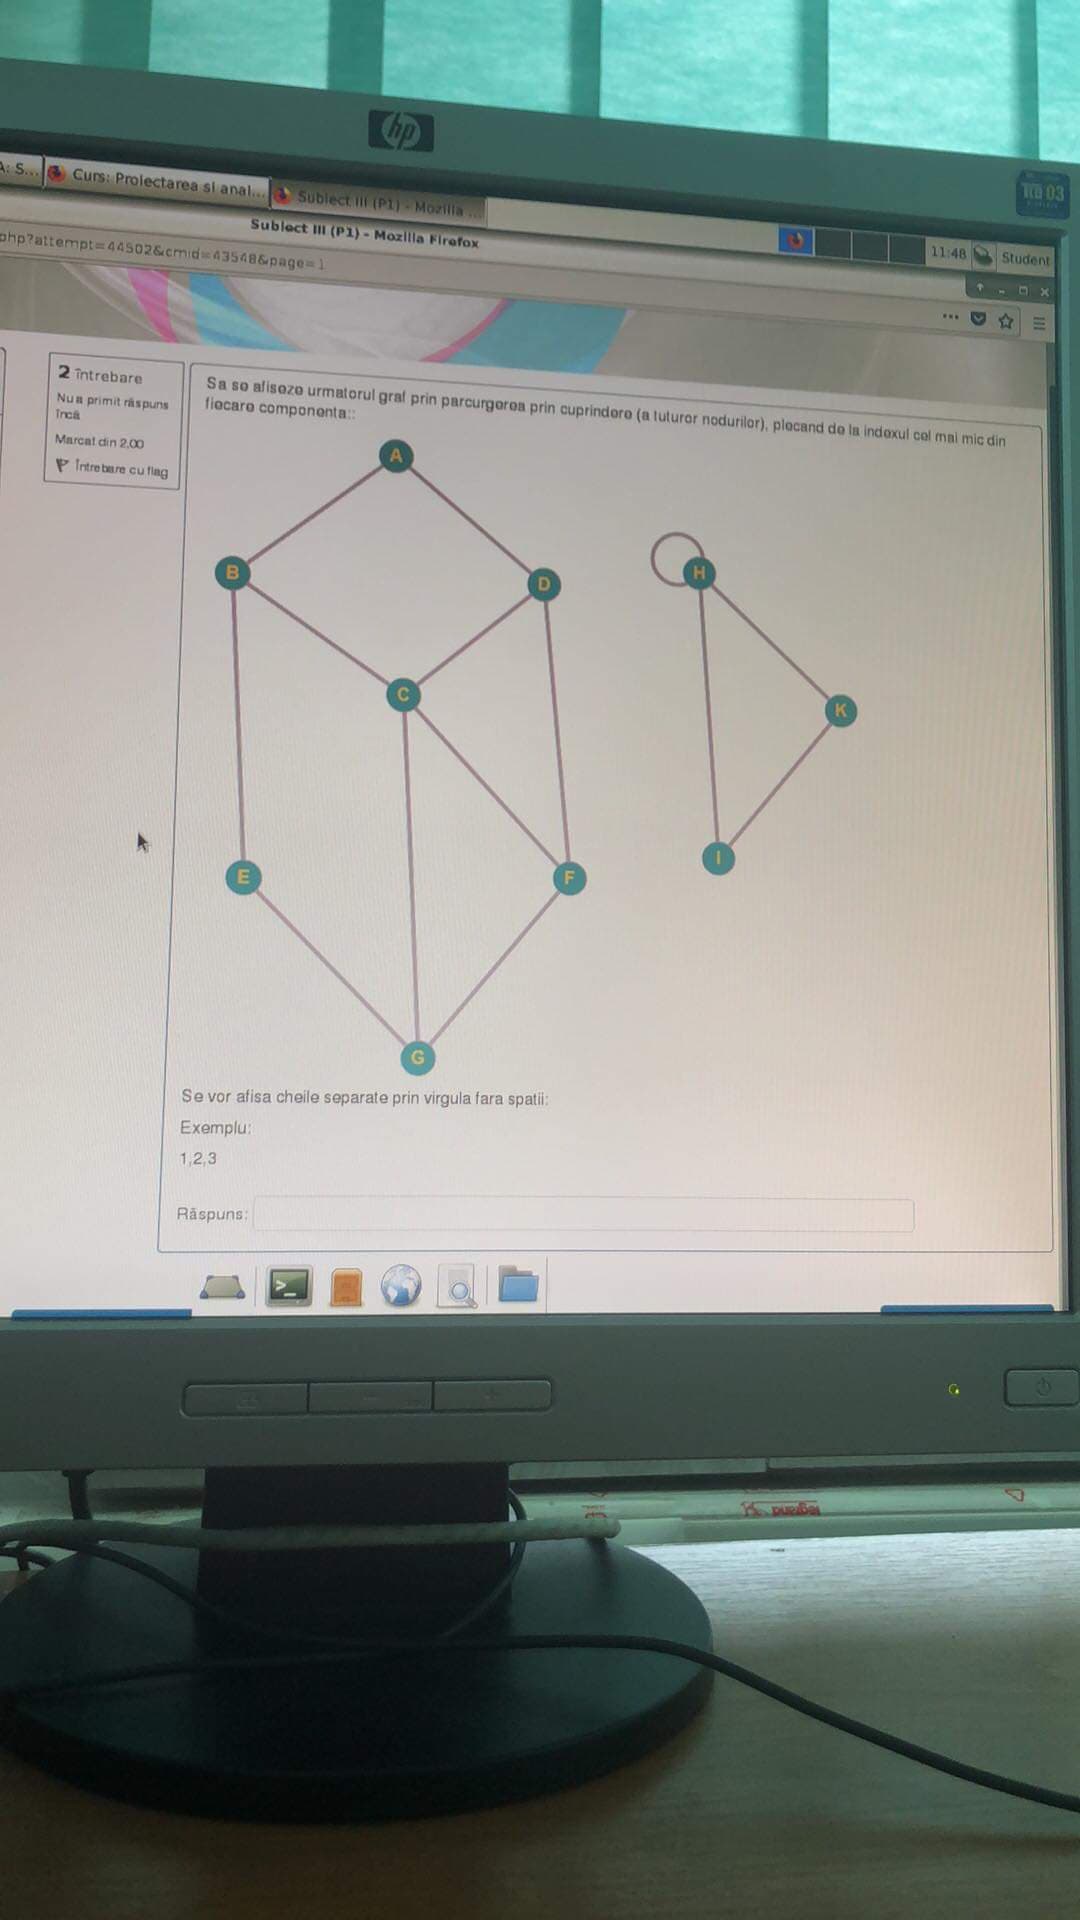 hp
A: S...
Curs: Proiectarea si anal...
Subiect III (P1) - Mozilla ...
Subiect III (P1) - Mozilla Firefox
11:48
Student
php?attempt=44502&cmid=43548&page=1
2 întrebare
Nu a primit răspuns
încă
Marcat din 2,00
Întrebare cu flag
Sa se afiseze urmatorul graf prin parcurgerea prin cuprindere (a tuturor nodurilor), plecand de la indexul cel mai mic din
fiecare componenta::
A
B
D
H
C
K
E
F
I
G
Se vor afisa cheile separate prin virgula fara spatii:
Exemplu:
1,2,3
Răspuns:
TCO 03